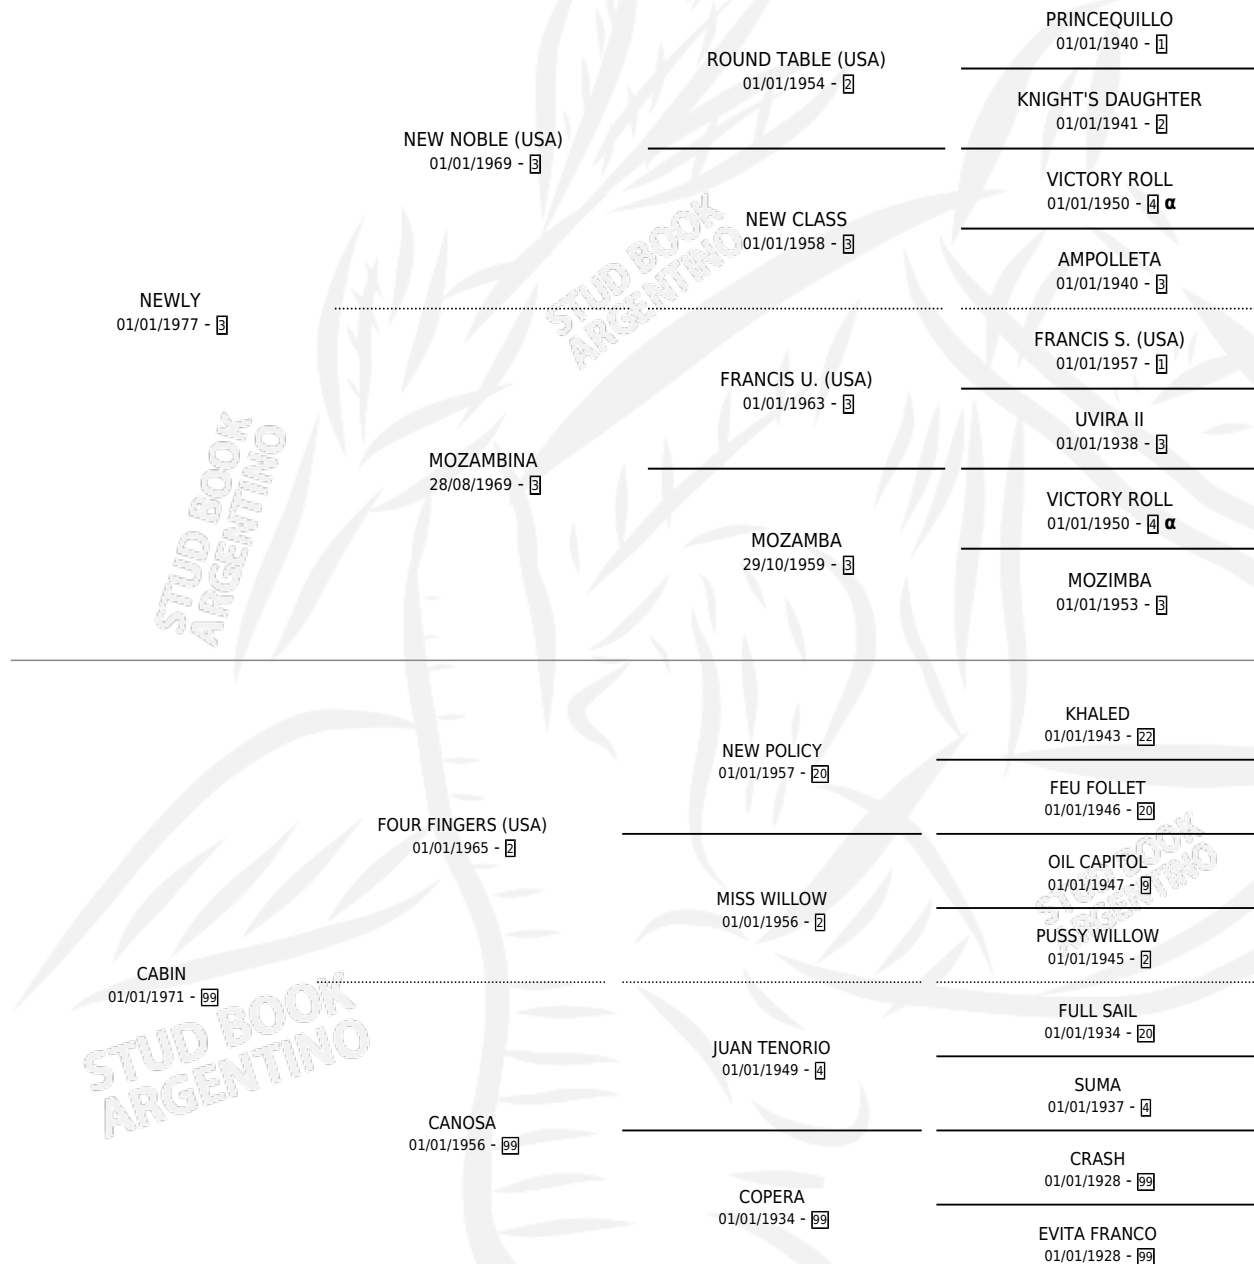 PRINCEQUILLO
01/01/1940 - 1
ROUND TABLE (USA)
01/01/1954 - 2
KNIGHT'S DAUGHTER
01/01/1941 - 2
NEW NOBLE (USA)
01/01/1969 - 3
VICTORY ROLL
01/01/1950 - 4 α
NEW CLASS
01/01/1958 - 3
AMPOLLETA
01/01/1940 - 3
NEWLY
01/01/1977 - 3
FRANCIS S. (USA)
01/01/1957 - 1
FRANCIS U. (USA)
01/01/1963 - 3
UVIRA II
01/01/1938 - 3
MOZAMBINA
28/08/1969 - 3
VICTORY ROLL
01/01/1950 - 4 α
MOZAMBA
29/10/1959 - 3
MOZIMBA
01/01/1953 - 3
KHALED
01/01/1943 - 22
NEW POLICY
01/01/1957 - 20
FEU FOLLET
01/01/1946 - 20
FOUR FINGERS (USA)
01/01/1965 - 2
OIL CAPITOL
01/01/1947 - 9
MISS WILLOW
01/01/1956 - 2
PUSSY WILLOW
01/01/1945 - 2
CABIN
01/01/1971 - 99
FULL SAIL
01/01/1934 - 20
JUAN TENORIO
01/01/1949 - 4
SUMA
01/01/1937 - 4
CANOSA
01/01/1956 - 99
CRASH
01/01/1928 - 99
COPERA
01/01/1934 - 99
EVITA FRANCO
01/01/1928 - 99
STUD BOOK
ARGENTINO
STUD BOOK
ARGENTINO
STUD BOOK
ARGENTINO
STUD BOOK
ARGENTINO